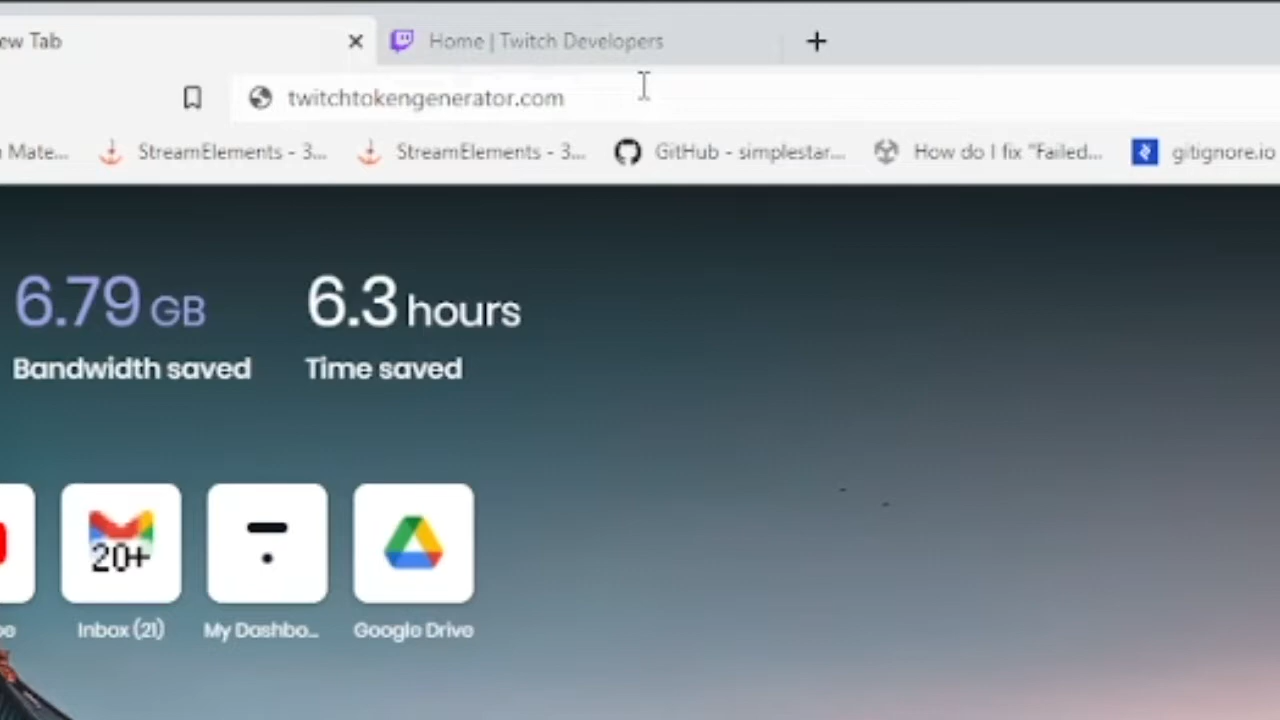 ew Tab
Home | Twitch Developers
twitchtokengenerator.com
Mate...
StreamElements - 3...
StreamElements - 3...
GitHub - simplestar...
How do I fix "Failed...
gitignore.io
6.79 GB
6.3 hours
Bandwidth saved
Time saved
20+
Inbox (21)
My Dashbo...
Google Drive